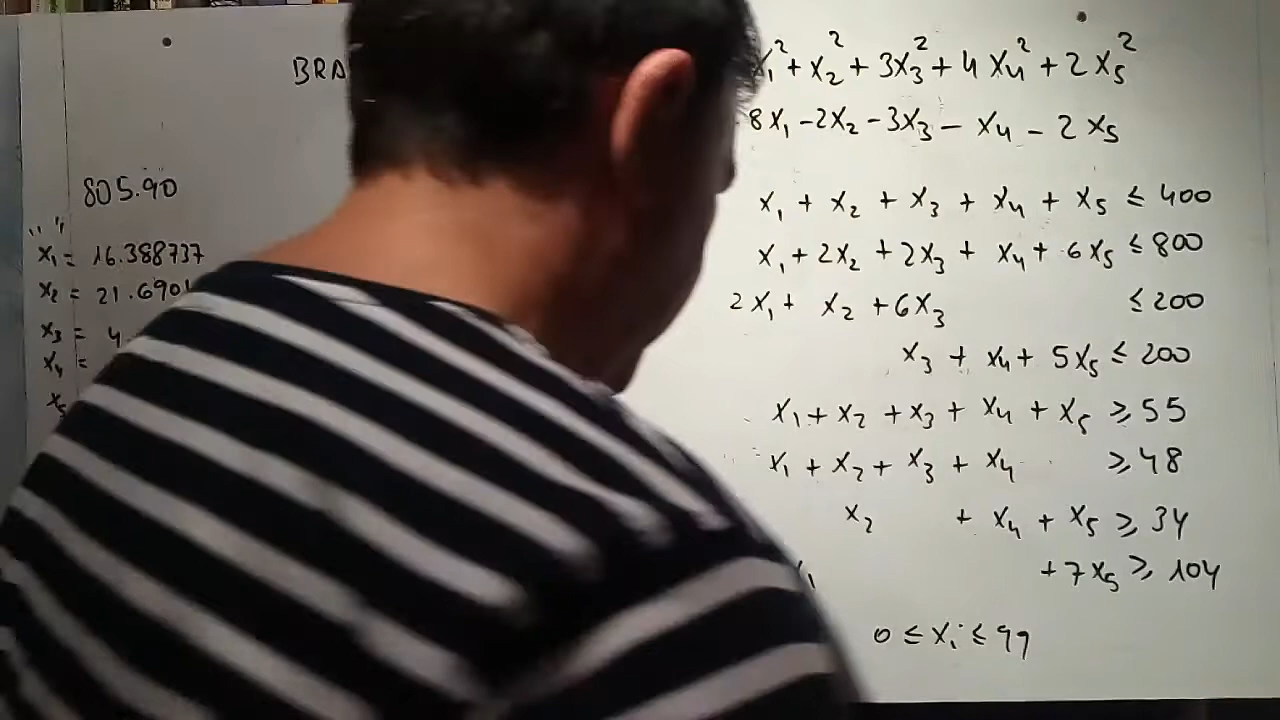 BRA
805.90
" "
x₁ = 16.388737
x₂ = 21.690
x₃ = 4
x₄ =
x₅
x₁² + x₂² + 3x₃² + 4x₄² + 2x₅²
8x₁ - 2x₂ - 3x₃ - x₄ - 2x₅
x₁ + x₂ + x₃ + x₄ + x₅ ≤ 400
x₁ + 2x₂ + 2x₃ + x₄ + 6x₅ ≤ 800
2x₁ + x₂ + 6x₃ ≤ 200
x₃ + x₄ + 5x₅ ≤ 200
x₁ + x₂ + x₃ + x₄ + x₅ ≥ 55
x₁ + x₂ + x₃ + x₄ ≥ 48
x₂ + x₄ + x₅ ≥ 34
+ 7x₅ ≥ 104
0 ≤ xᵢ ≤ 99